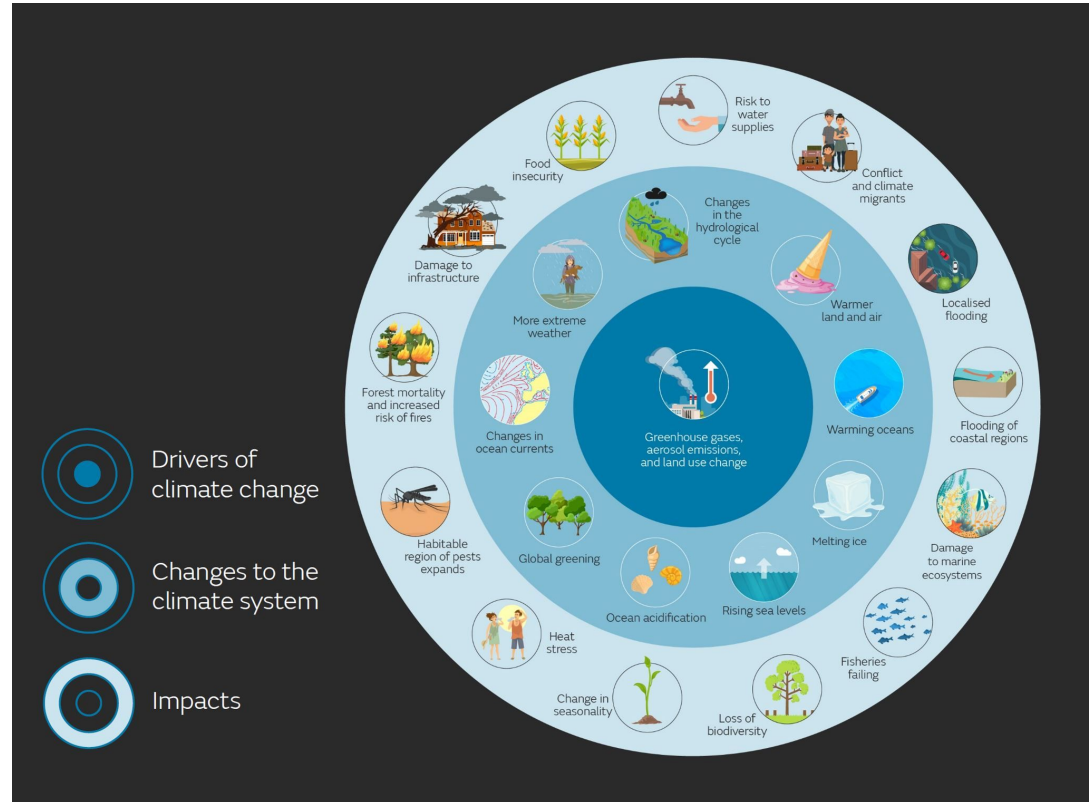 Risk to
water
supplies
Conflict
and climate
migrants
Localised
flooding
Flooding of
coastal regions
Damage
to marine
ecosystems
Fisheries
failing
Loss of
biodiversity
Change in
seasonality
Heat
stress
Habitable
region of pests
expands
Forest mortality
and increased
risk of fires
Damage to
infrastructure
Food
insecurity
Changes
in the
hydrological
cycle
Warmer
land and air
Warming oceans
Melting ice
Rising sea levels
Ocean acidification
Global greening
Changes in
ocean currents
More extreme
weather
Greenhouse gases,
aerosol emissions,
and land use change
Drivers of
climate change
Changes to the
climate system
Impacts